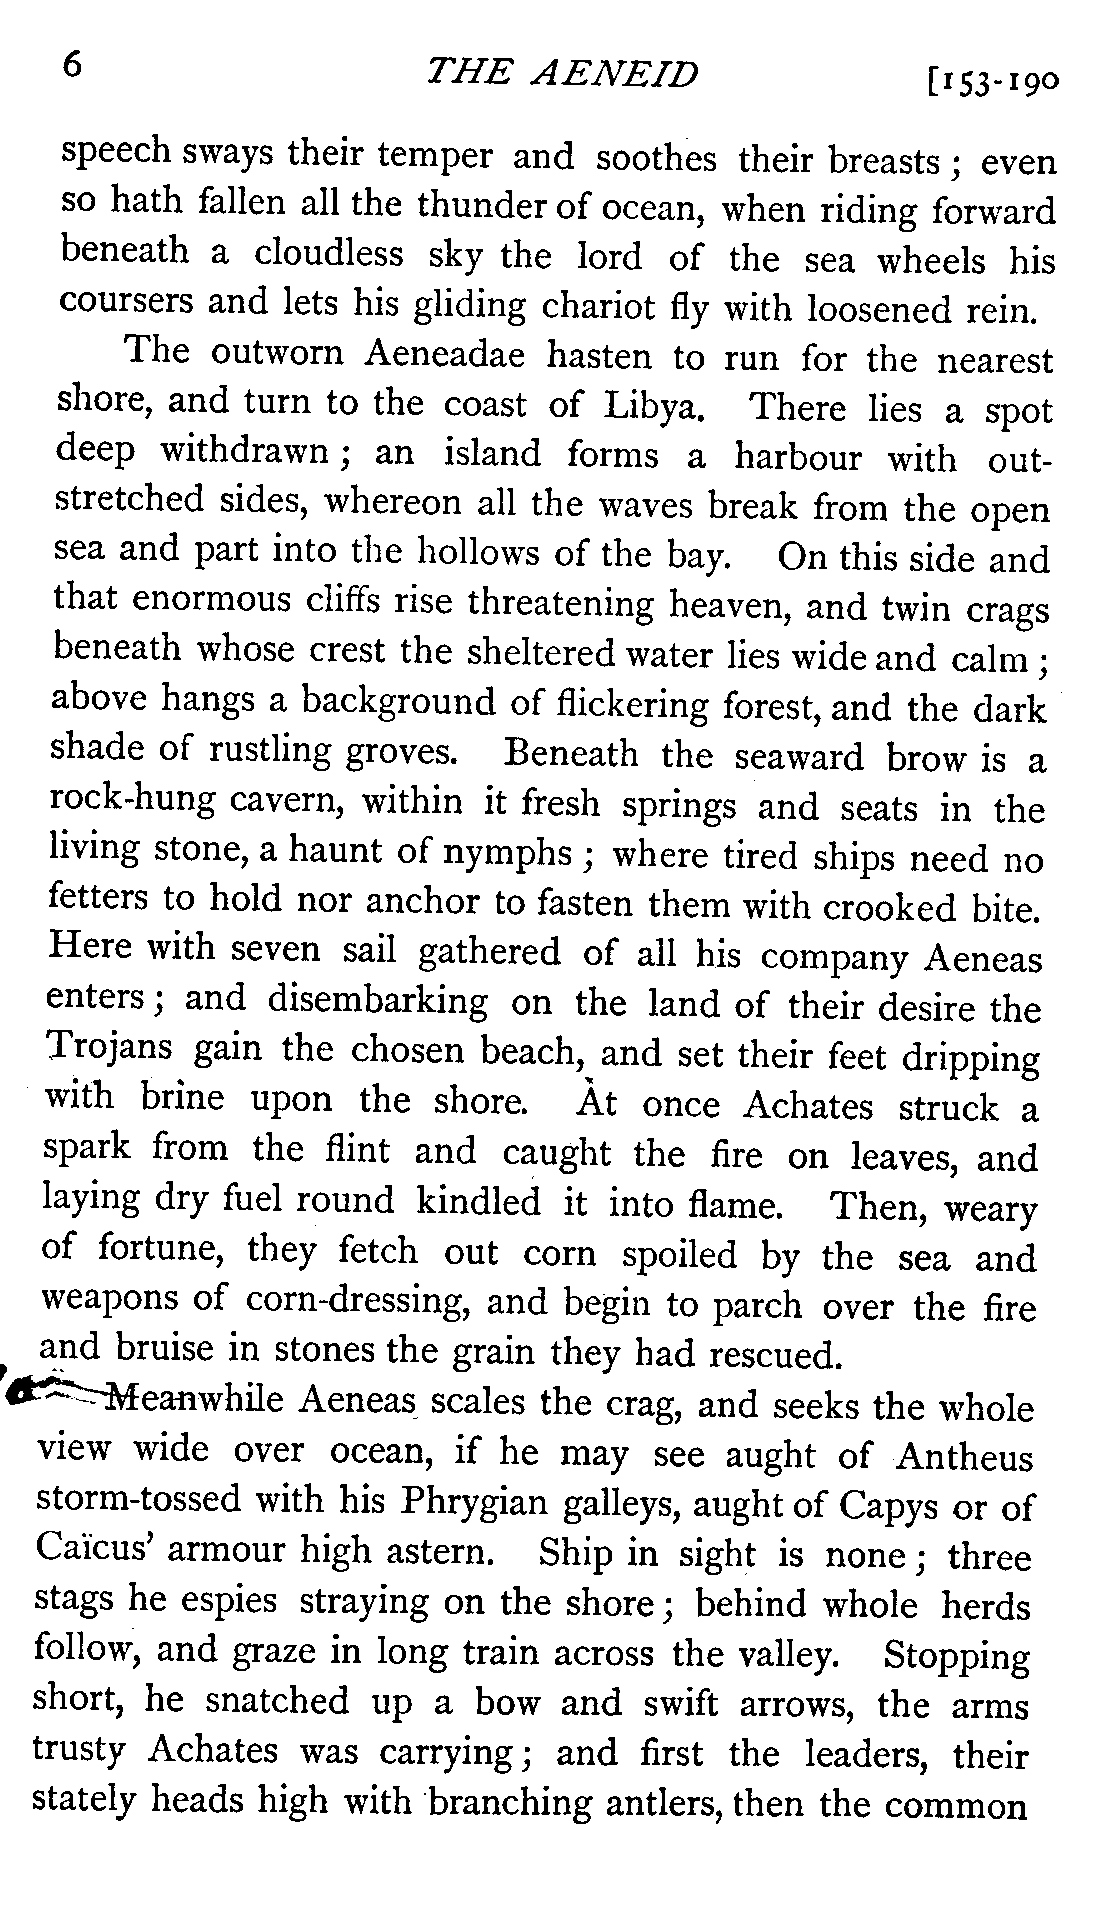 6 THE AENEID [153-190
speech sways their temper and soothes their breasts ; even
so hath fallen all the thunder of ocean, when riding forward
beneath a cloudless sky the lord of the sea wheels his
coursers and lets his gliding chariot fly with loosened rein.
The outworn Aeneadae hasten to run for the nearest
shore, and turn to the coast of Libya. There lies a spot
deep withdrawn ; an island forms a harbour with out-
stretched sides, whereon all the waves break from the open
sea and part into the hollows of the bay. On this side and
that enormous cliffs rise threatening heaven, and twin crags
beneath whose crest the sheltered water lies wide and calm ;
above hangs a background of flickering forest, and the dark
shade of rustling groves. Beneath the seaward brow is a
rock-hung cavern, within it fresh springs and seats in the
living stone, a haunt of nymphs ; where tired ships need no
fetters to hold nor anchor to fasten them with crooked bite.
Here with seven sail gathered of all his company Aeneas
enters ; and disembarking on the land of their desire the
Trojans gain the chosen beach, and set their feet dripping
with brine upon the shore. At once Achates struck a
spark from the flint and caught the fire on leaves, and
laying dry fuel round kindled it into flame. Then, weary
of fortune, they fetch out corn spoiled by the sea and
weapons of corn-dressing, and begin to parch over the fire
and bruise in stones the grain they had rescued.
Meanwhile Aeneas scales the crag, and seeks the whole
view wide over ocean, if he may see aught of Antheus
storm-tossed with his Phrygian galleys, aught of Capys or of
Caïcus' armour high astern. Ship in sight is none ; three
stags he espies straying on the shore ; behind whole herds
follow, and graze in long train across the valley. Stopping
short, he snatched up a bow and swift arrows, the arms
trusty Achates was carrying ; and first the leaders, their
stately heads high with branching antlers, then the common